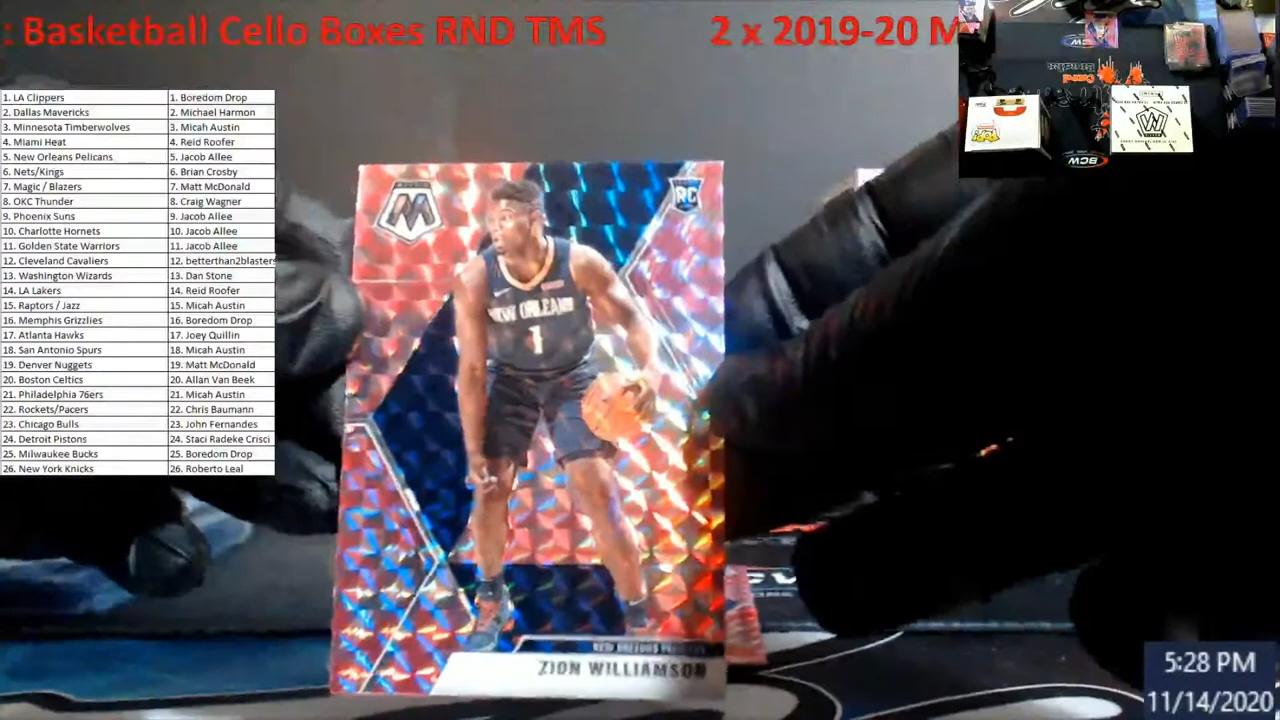 : Basketball Cello Boxes RND TMS 2 x 2019-20 M
1. LA Clippers 1. Boredom Drop
2. Dallas Mavericks 2. Michael Harmon
3. Minnesota Timberwolves 3. Micah Austin
4. Miami Heat 4. Reid Roofer
5. New Orleans Pelicans 5. Jacob Allee
6. Nets/Kings 6. Brian Crosby
7. Magic / Blazers 7. Matt McDonald
8. OKC Thunder 8. Craig Wagner
9. Phoenix Suns 9. Jacob Allee
10. Charlotte Hornets 10. Jacob Allee
11. Golden State Warriors 11. Jacob Allee
12. Cleveland Cavaliers 12. betterthan2blasters
13. Washington Wizards 13. Dan Stone
14. LA Lakers 14. Reid Roofer
15. Raptors / Jazz 15. Micah Austin
16. Memphis Grizzlies 16. Boredom Drop
17. Atlanta Hawks 17. Joey Quillin
18. San Antonio Spurs 18. Micah Austin
19. Denver Nuggets 19. Matt McDonald
20. Boston Celtics 20. Allan Van Beek
21. Philadelphia 76ers 21. Micah Austin
22. Rockets/Pacers 22. Chris Baumann
23. Chicago Bulls 23. John Fernandes
24. Detroit Pistons 24. Staci Radeke Crisci
25. Milwaukee Bucks 25. Boredom Drop
26. New York Knicks 26. Roberto Leal
M
RC
NEW ORLEANS
1
ZION WILLIAMSON
BCW
BCW
5:28 PM
11/14/2020